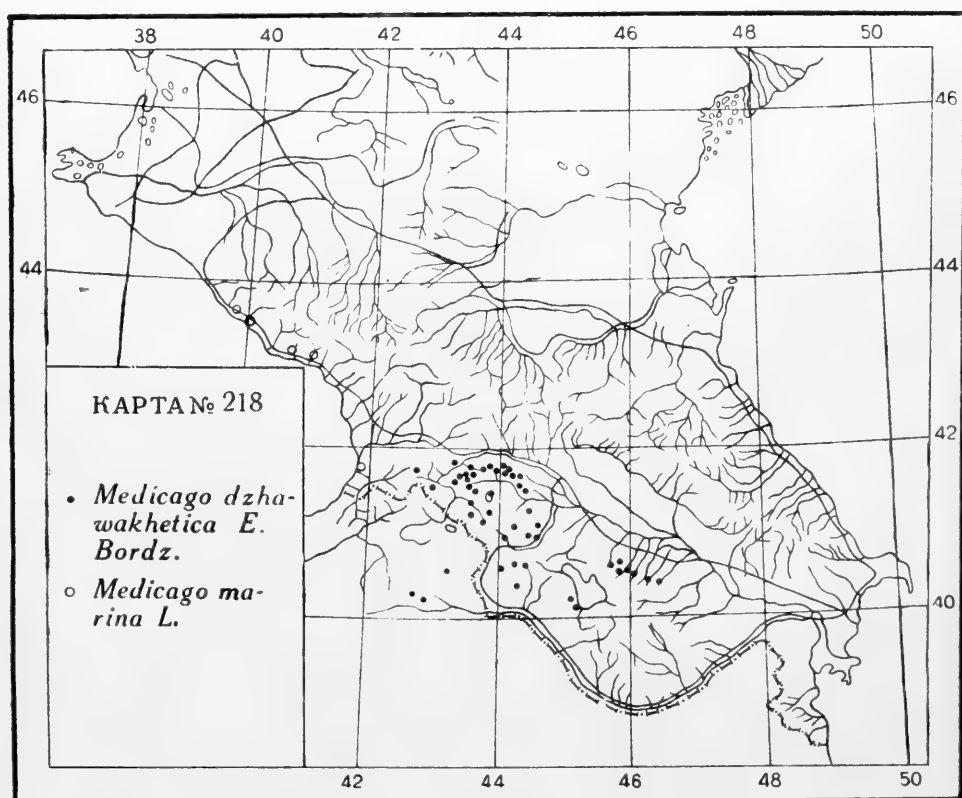 38 40 42 44 46 48 50
46 46
44 44
КАРТА № 218
42
• Medicago dzha-
wakhetica E.
Bordz.
○ Medicago ma-
rina L.
40
42 44 46 48 50